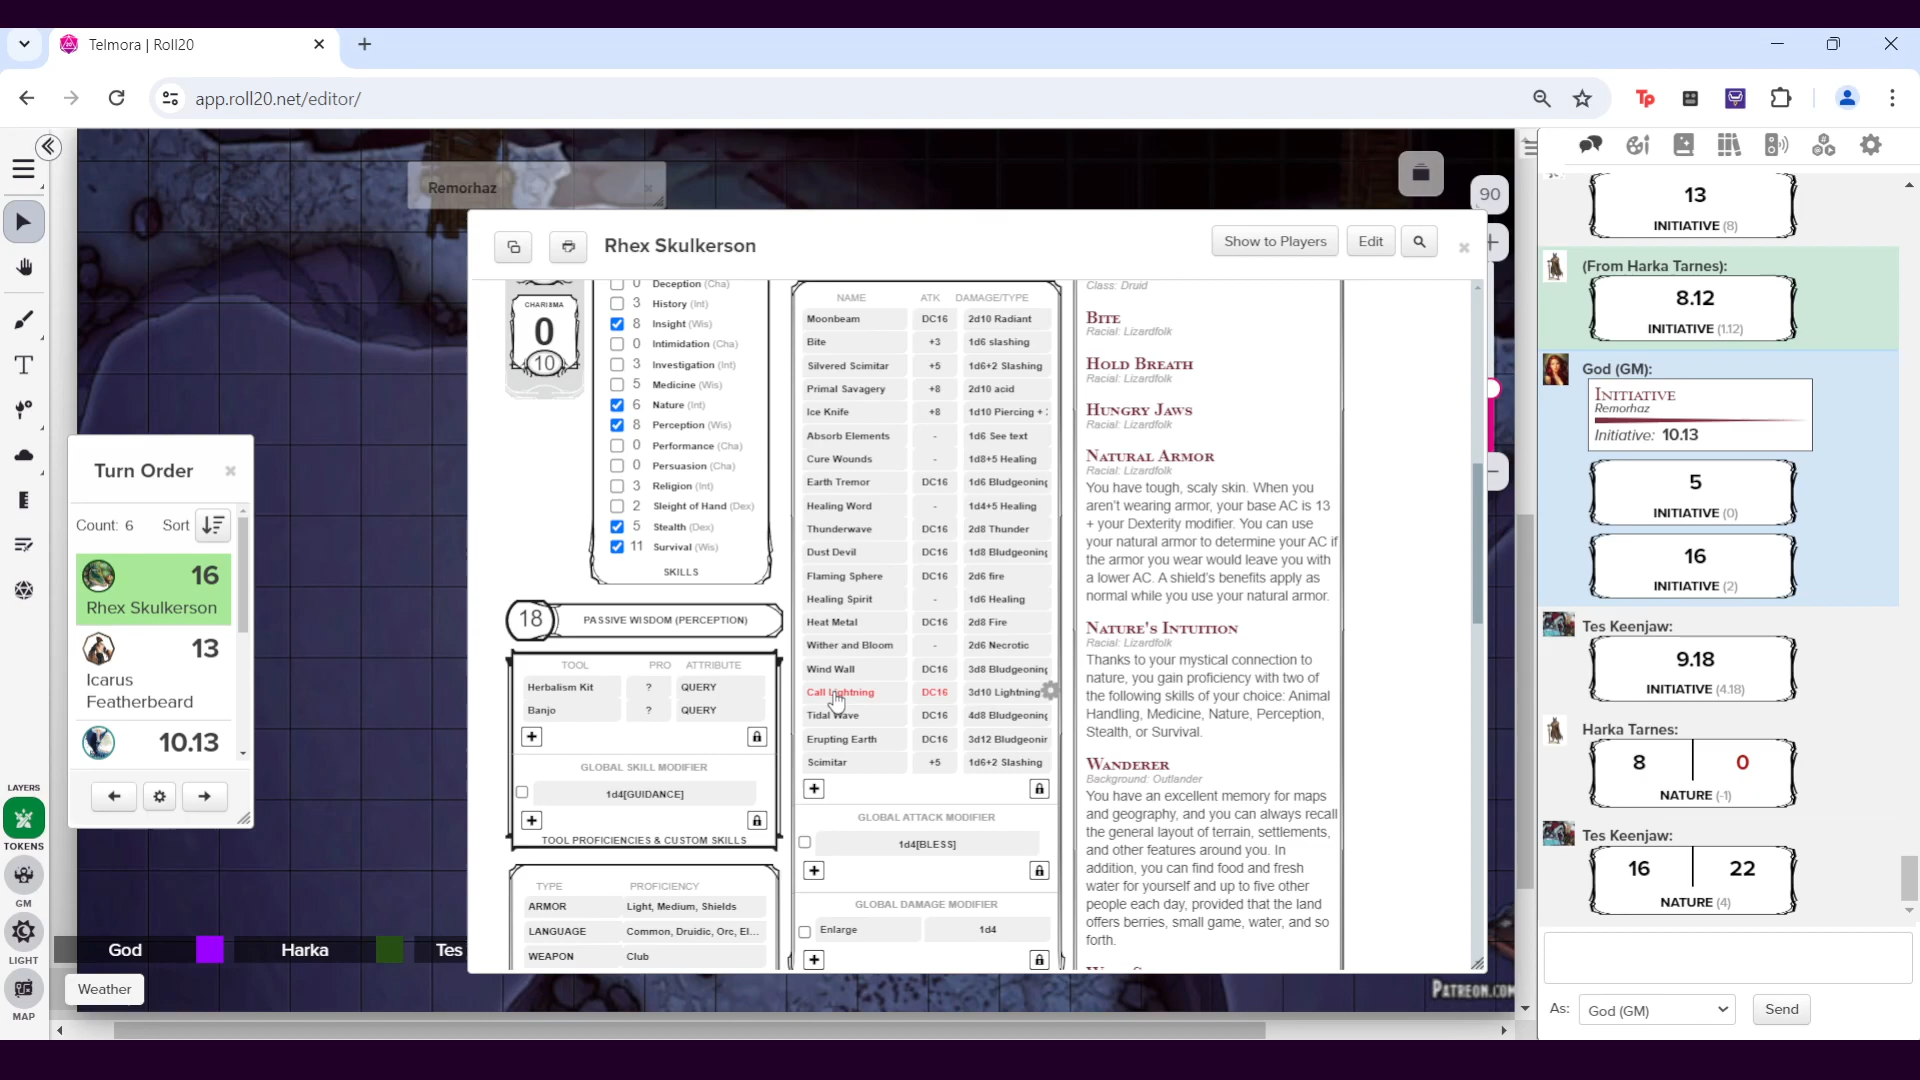 Telmora | Roll20
app.roll20.net/editor/
Remorhaz
90
Rhex Skulkerson
Show to Players
Edit
CHARISMA
0
10
0 Deception (Cha)
3 History (Int)
8 Insight (Wis)
0 Intimidation (Cha)
3 Investigation (Int)
5 Medicine (Wis)
6 Nature (Int)
8 Perception (Wis)
0 Performance (Cha)
0 Persuasion (Cha)
3 Religion (Int)
2 Sleight of Hand (Dex)
5 Stealth (Dex)
11 Survival (Wis)
SKILLS
18 PASSIVE WISDOM (PERCEPTION)
TOOL PRO ATTRIBUTE
Herbalism Kit ? QUERY
Banjo ? QUERY
GLOBAL SKILL MODIFIER
1d4[GUIDANCE]
TOOL PROFICIENCIES & CUSTOM SKILLS
TYPE PROFICIENCY
ARMOR Light, Medium, Shields
LANGUAGE Common, Druidic, Orc, El...
WEAPON Club
NAME ATK DAMAGE/TYPE
Moonbeam DC16 2d10 Radiant
Bite +3 1d6 slashing
Silvered Scimitar +5 1d6+2 Slashing
Primal Savagery +8 2d10 acid
Ice Knife +8 1d10 Piercing +
Absorb Elements - 1d6 See text
Cure Wounds - 1d8+5 Healing
Earth Tremor DC16 1d6 Bludgeoning
Healing Word - 1d4+5 Healing
Thunderwave DC16 2d8 Thunder
Dust Devil DC16 1d8 Bludgeoning
Flaming Sphere DC16 2d6 fire
Healing Spirit - 1d6 Healing
Heat Metal DC16 2d8 Fire
Wither and Bloom - 2d6 Necrotic
Wind Wall DC16 3d8 Bludgeoning
Call Lightning DC16 3d10 Lightning
Tidal Wave DC16 4d8 Bludgeoning
Erupting Earth DC16 3d12 Bludgeonin
Scimitar +5 1d6+2 Slashing
GLOBAL ATTACK MODIFIER
1d4[BLESS]
GLOBAL DAMAGE MODIFIER
Enlarge 1d4
Class: Druid
BITE
Racial: Lizardfolk
HOLD BREATH
Racial: Lizardfolk
HUNGRY JAWS
Racial: Lizardfolk
NATURAL ARMOR
Racial: Lizardfolk
You have tough, scaly skin. When you
aren't wearing armor, your base AC is 13
+ your Dexterity modifier. You can use
your natural armor to determine your AC if
the armor you wear would leave you with
a lower AC. A shield's benefits apply as
normal while you use your natural armor.
NATURE'S INTUITION
Racial: Lizardfolk
Thanks to your mystical connection to
nature, you gain proficiency with two of
the following skills of your choice: Animal
Handling, Medicine, Nature, Perception,
Stealth, or Survival.
WANDERER
Background: Outlander
You have an excellent memory for maps
and geography, and you can always recall
the general layout of terrain, settlements,
and other features around you. In
addition, you can find food and fresh
water for yourself and up to five other
people each day, provided that the land
offers berries, small game, water, and so
forth.
Turn Order
Count: 6 Sort
16
Rhex Skulkerson
13
Icarus
Featherbeard
10.13
LAYERS
TOKENS
GM
LIGHT
MAP
God
Harka
Tes
Weather
PATREON.COM
13
INITIATIVE (8)
(From Harka Tarnes):
8.12
INITIATIVE (1.12)
God (GM):
INITIATIVE
Remorhaz
Initiative: 10.13
5
INITIATIVE (0)
16
INITIATIVE (2)
Tes Keenjaw:
9.18
INITIATIVE (4.18)
Harka Tarnes:
8 0
NATURE (-1)
Tes Keenjaw:
16 22
NATURE (4)
As: God (GM)
Send